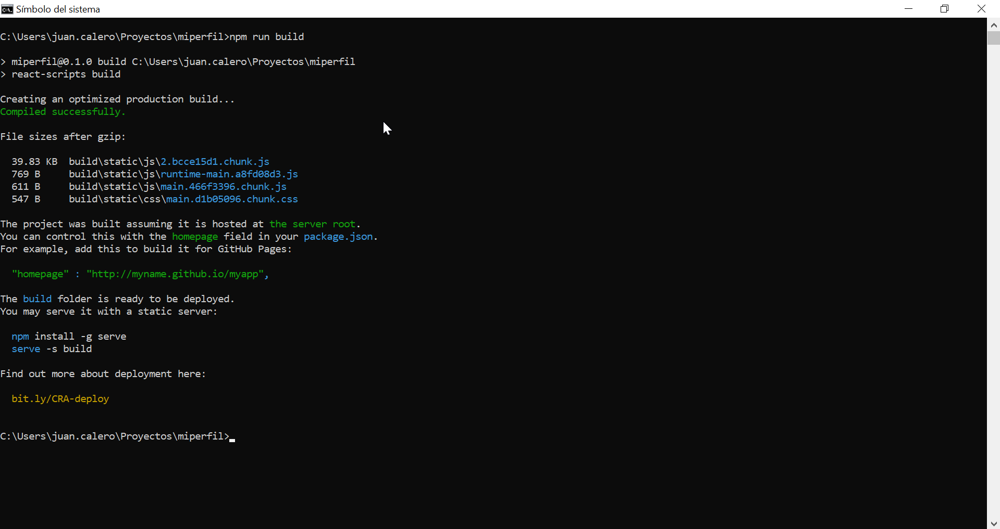 Símbolo del sistema
C:\Users\juan.calero\Proyectos\miperfil>npm run build
> miperfil@0.1.0 build C:\Users\juan.calero\Proyectos\miperfil
> react-scripts build
Creating an optimized production build...
Compiled successfully.
File sizes after gzip:
39.83 KB  build\static\js\2.bcce15d1.chunk.js
769 B     build\static\js\runtime-main.a8fd08d3.js
611 B     build\static\js\main.466f3396.chunk.js
547 B     build\static\css\main.d1b05096.chunk.css
The project was built assuming it is hosted at the server root.
You can control this with the homepage field in your package.json.
For example, add this to build it for GitHub Pages:
"homepage" : "http://myname.github.io/myapp",
The build folder is ready to be deployed.
You may serve it with a static server:
npm install -g serve
serve -s build
Find out more about deployment here:
bit.ly/CRA-deploy
C:\Users\juan.calero\Proyectos\miperfil>